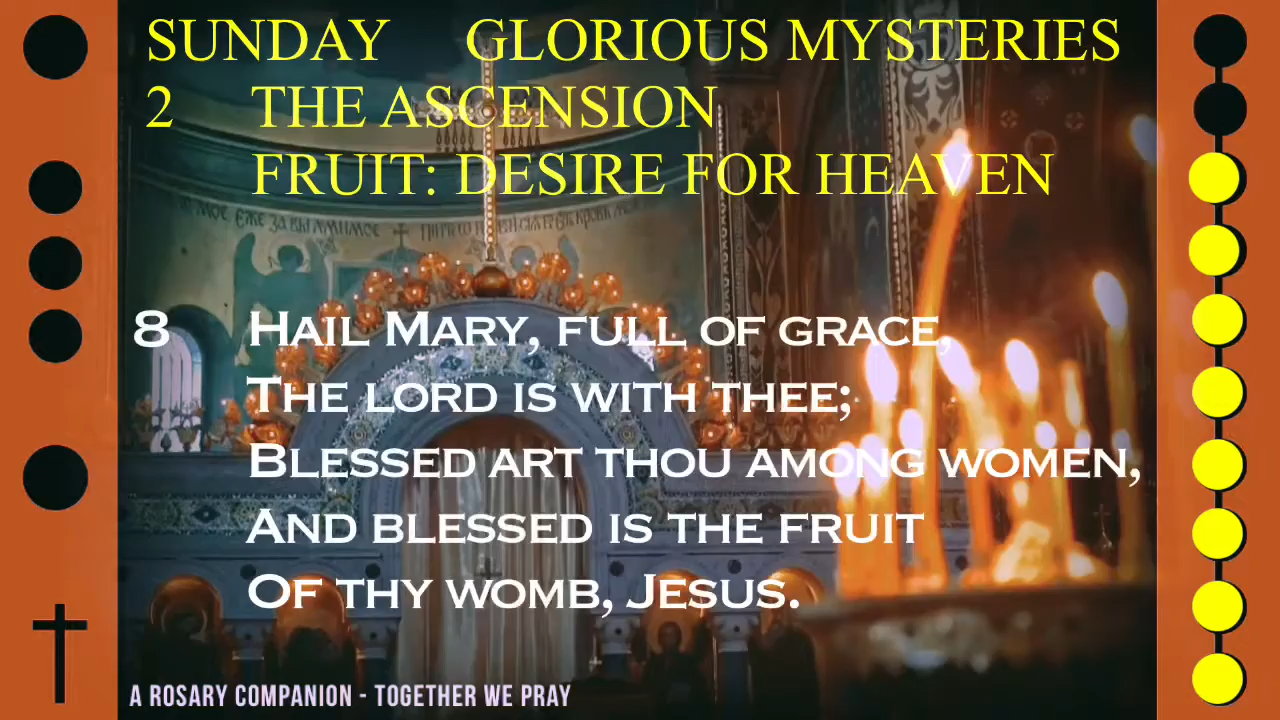 SUNDAY GLORIOUS MYSTERIES
2 THE ASCENSION
FRUIT: DESIRE FOR HEAVEN
8 HAIL MARY, FULL OF GRACE,
THE LORD IS WITH THEE;
BLESSED ART THOU AMONG WOMEN,
AND BLESSED IS THE FRUIT
OF THY WOMB, JESUS.
A ROSARY COMPANION - TOGETHER WE PRAY